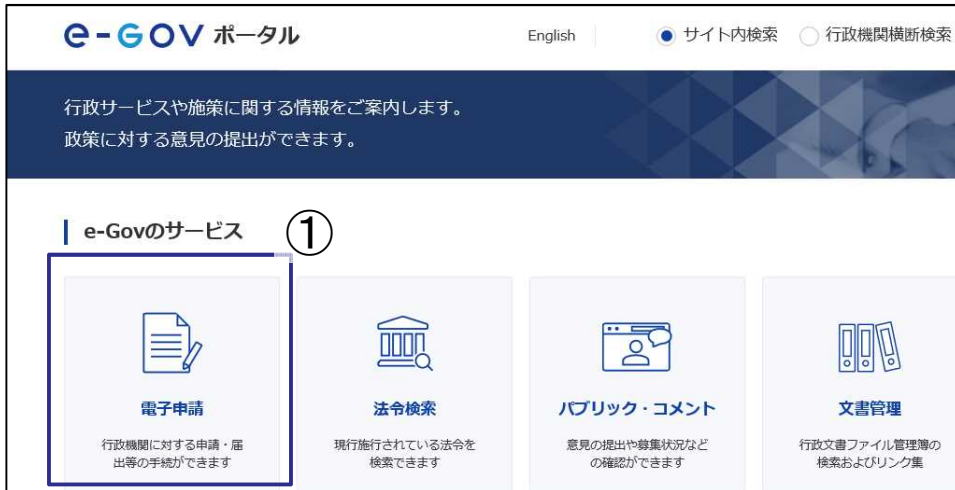 e-GOV ポータル
English
サイト内検索
行政機関横断検索
行政サービスや施策に関する情報をご案内します。
政策に対する意見の提出ができます。
e-Govのサービス
①
電子申請
行政機関に対する申請・届
出等の手続ができます
法令検索
現行施行されている法令を
検索できます
パブリック・コメント
意見の提出や募集状況など
の確認ができます
文書管理
行政文書ファイル管理簿の
検索およびリンク集